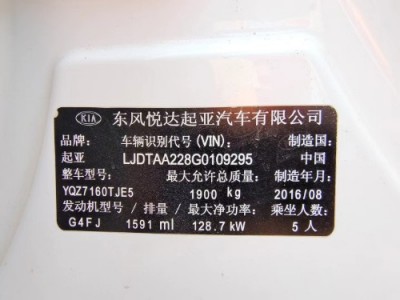 KIA 东风悦达起亚汽车有限公司
品牌: 车辆识别代号(VIN): 制造国:
起亚 LJDTAA228G0109295 中国
整车型号: 最大允许总质量: 制造年月:
YQZ7160TJE5 1900 kg 2016/08
发动机型号/排量/最大净功率: 乘坐人数:
G4FJ 1591 ml 128.7 kW 5 人